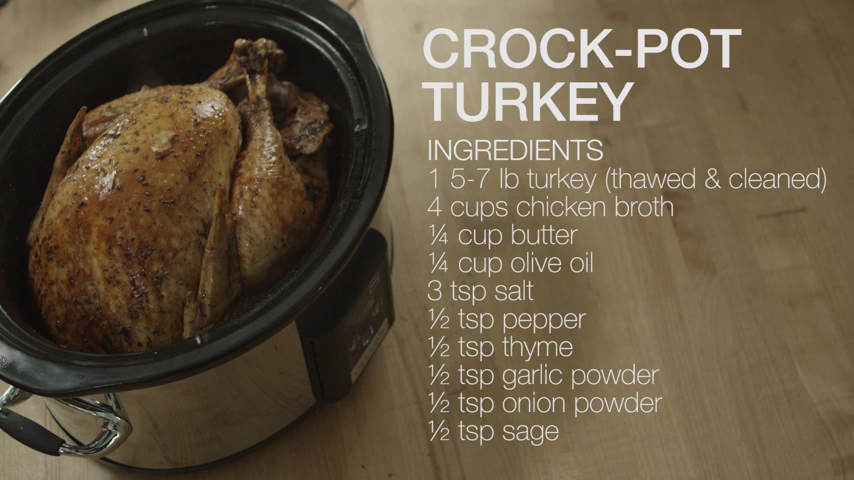 CROCK-POT
TURKEY
INGREDIENTS
1 5-7 lb turkey (thawed & cleaned)
4 cups chicken broth
¼ cup butter
¼ cup olive oil
3 tsp salt
½ tsp pepper
½ tsp thyme
½ tsp garlic powder
½ tsp onion powder
½ tsp sage